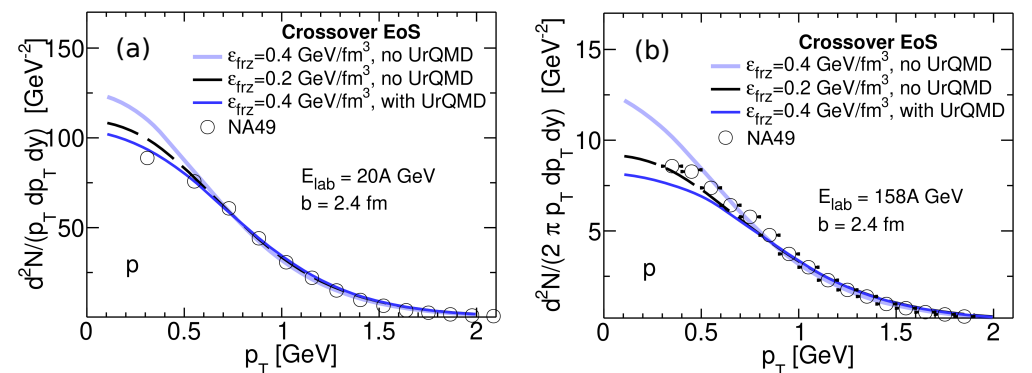 (a)
Crossover EoS
ε_frz=0.4 GeV/fm³, no UrQMD
ε_frz=0.2 GeV/fm³, no UrQMD
ε_frz=0.4 GeV/fm³, with UrQMD
NA49
E_lab = 20A GeV
b = 2.4 fm
p
150
100
50
d²N/(p_T dp_T dy) [GeV⁻²]
0 0.5 1 1.5 2
p_T [GeV]
(b)
Crossover EoS
ε_frz=0.4 GeV/fm³, no UrQMD
ε_frz=0.2 GeV/fm³, no UrQMD
ε_frz=0.4 GeV/fm³, with UrQMD
NA49
E_lab = 158A GeV
b = 2.4 fm
p
15
10
5
d²N/(2 π p_T dp_T dy) [GeV⁻²]
0 0.5 1 1.5 2
p_T [GeV]